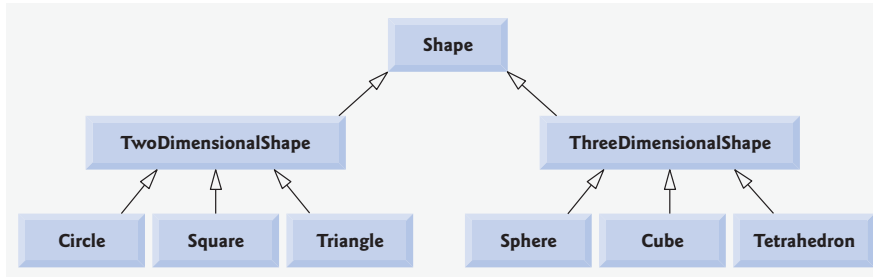 Shape
TwoDimensionalShape
ThreeDimensionalShape
Circle
Square
Triangle
Sphere
Cube
Tetrahedron